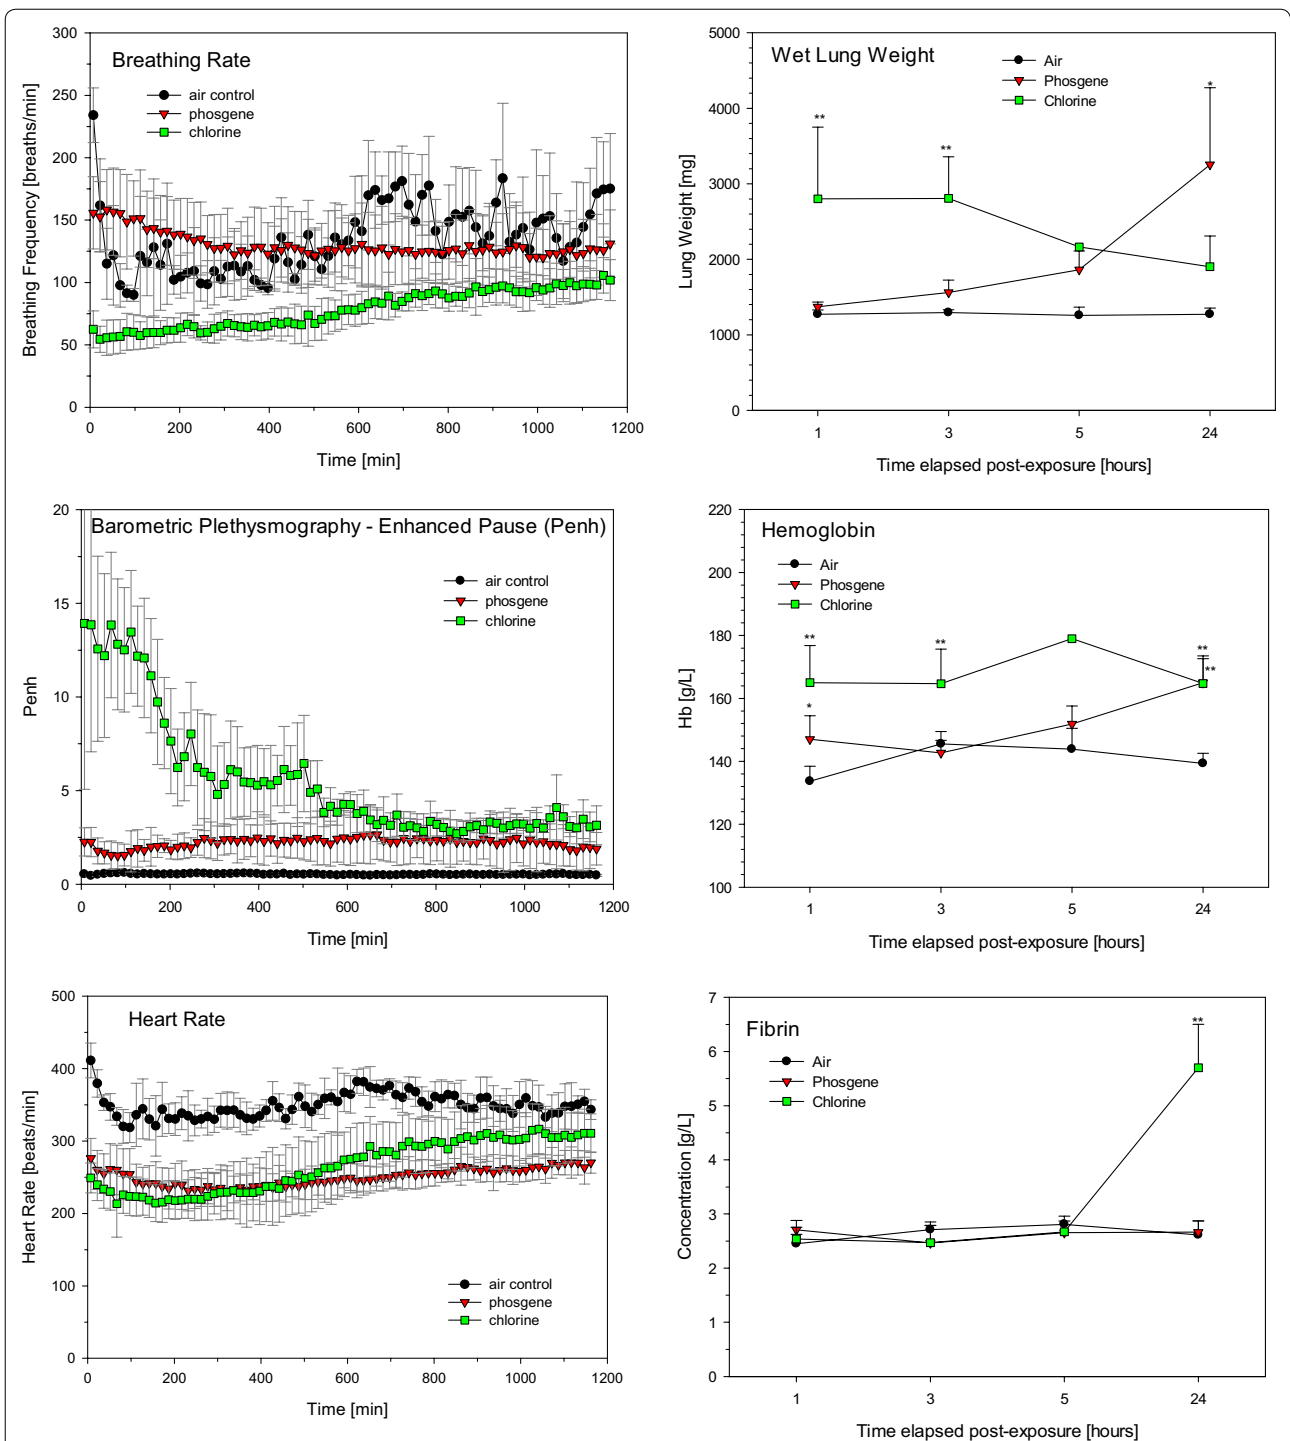 Breathing Rate
air control
phosgene
chlorine
Breathing Frequency [breaths/min]
300
250
200
150
100
50
0
0 200 400 600 800 1000 1200
Time [min]
Wet Lung Weight
Air
Phosgene
Chlorine
Lung Weight [mg]
5000
4000
3000
2000
1000
0
** ** *
1 3 5 24
Time elapsed post-exposure [hours]
Barometric Plethysmography - Enhanced Pause (Penh)
air control
phosgene
chlorine
Penh
20
15
10
5
0
0 200 400 600 800 1000 1200
Time [min]
Hemoglobin
Air
Phosgene
Chlorine
Hb [g/L]
220
200
180
160
140
120
100
** ** **
**
*
1 3 5 24
Time elapsed post-exposure [hours]
Heart Rate
air control
phosgene
chlorine
Heart Rate [beats/min]
500
400
300
200
100
0
0 200 400 600 800 1000 1200
Time [min]
Fibrin
Air
Phosgene
Chlorine
Concentration [g/L]
7
6
5
4
3
2
1
0
**
1 3 5 24
Time elapsed post-exposure [hours]